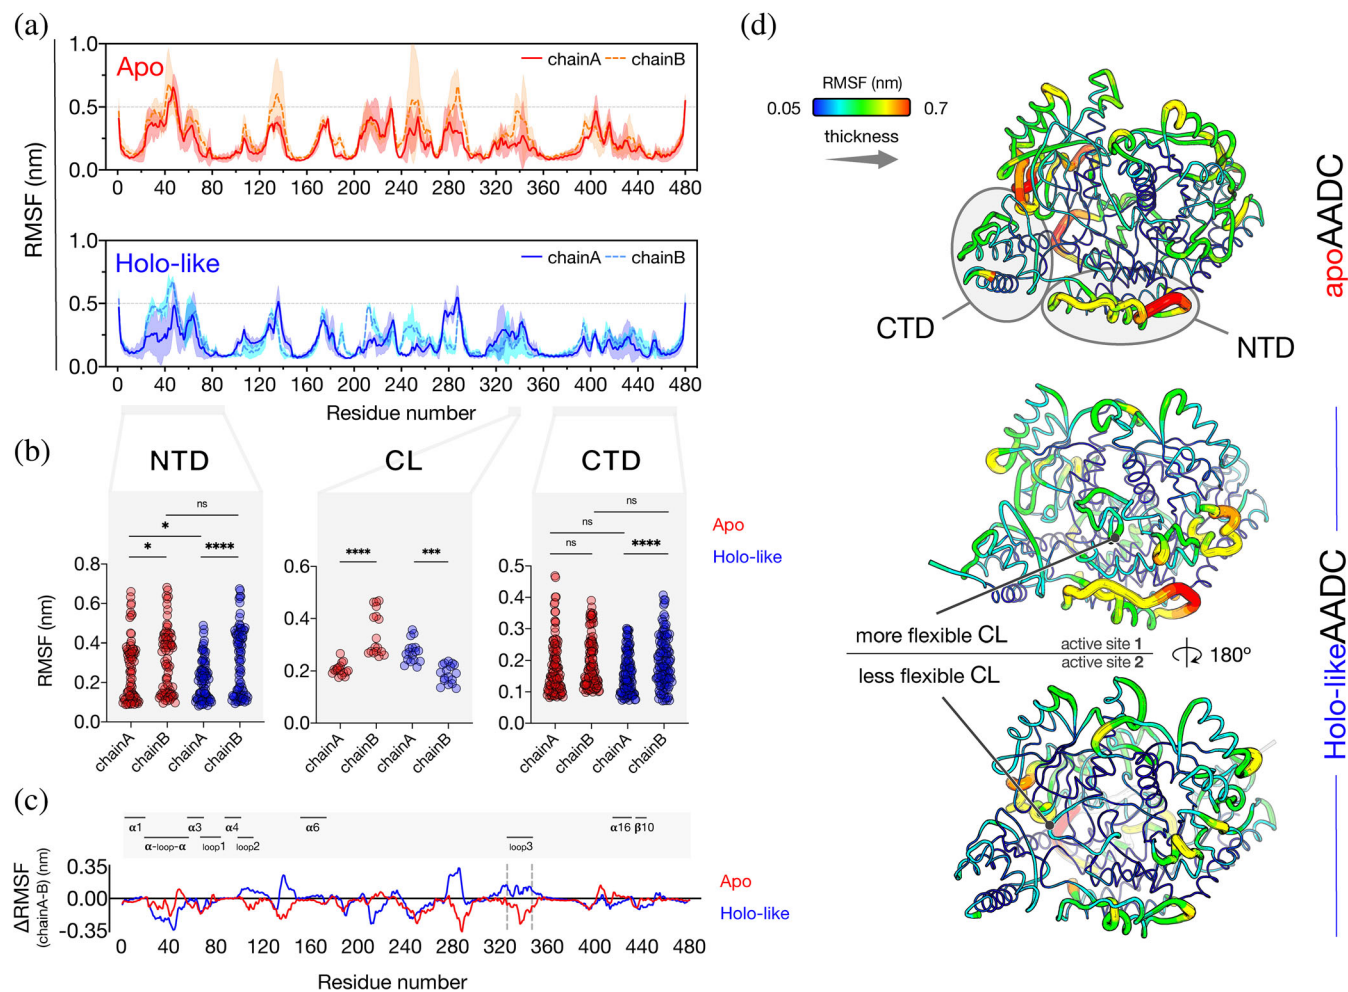 (a)
1.0
0.5
0.0
Apo
chainA
chainB
0 40 80 120 160 200 240 280 320 360 400 440 480
RMSF (nm)
1.0
0.5
0.0
Holo-like
chainA
chainB
0 40 80 120 160 200 240 280 320 360 400 440 480
Residue number
(b)
NTD
CL
CTD
ns
*
*
****
0.8
0.6
0.4
0.2
0.0
RMSF (nm)
chainA
chainB
chainA
chainB
****
***
0.6
0.4
0.2
0.0
chainA
chainB
chainA
chainB
ns
ns
ns
****
0.5
0.4
0.3
0.2
0.1
0.0
chainA
chainB
chainA
chainB
Apo
Holo-like
(c)
α1
α3
α4
α6
α16
β10
α-loop-α
loop1
loop2
loop3
0.35
0.00
-0.35
ΔRMSF
(chainA–B) (nm)
Apo
Holo-like
0 40 80 120 160 200 240 280 320 360 400 440 480
Residue number
(d)
RMSF (nm)
0.05
0.7
thickness
CTD
NTD
apoAADC
more flexible CL
active site 1
active site 2
less flexible CL
180º
Holo-likeAADC